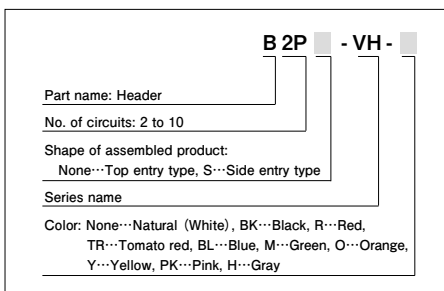 B 2P - VH -
Part name: Header
No. of circuits: 2 to 10
Shape of assembled product:
None⋯Top entry type, S⋯Side entry type
Series name
Color: None⋯Natural (White), BK⋯Black, R⋯Red,
TR⋯Tomato red, BL⋯Blue, M⋯Green, O⋯Orange,
Y⋯Yellow, PK⋯Pink, H⋯Gray